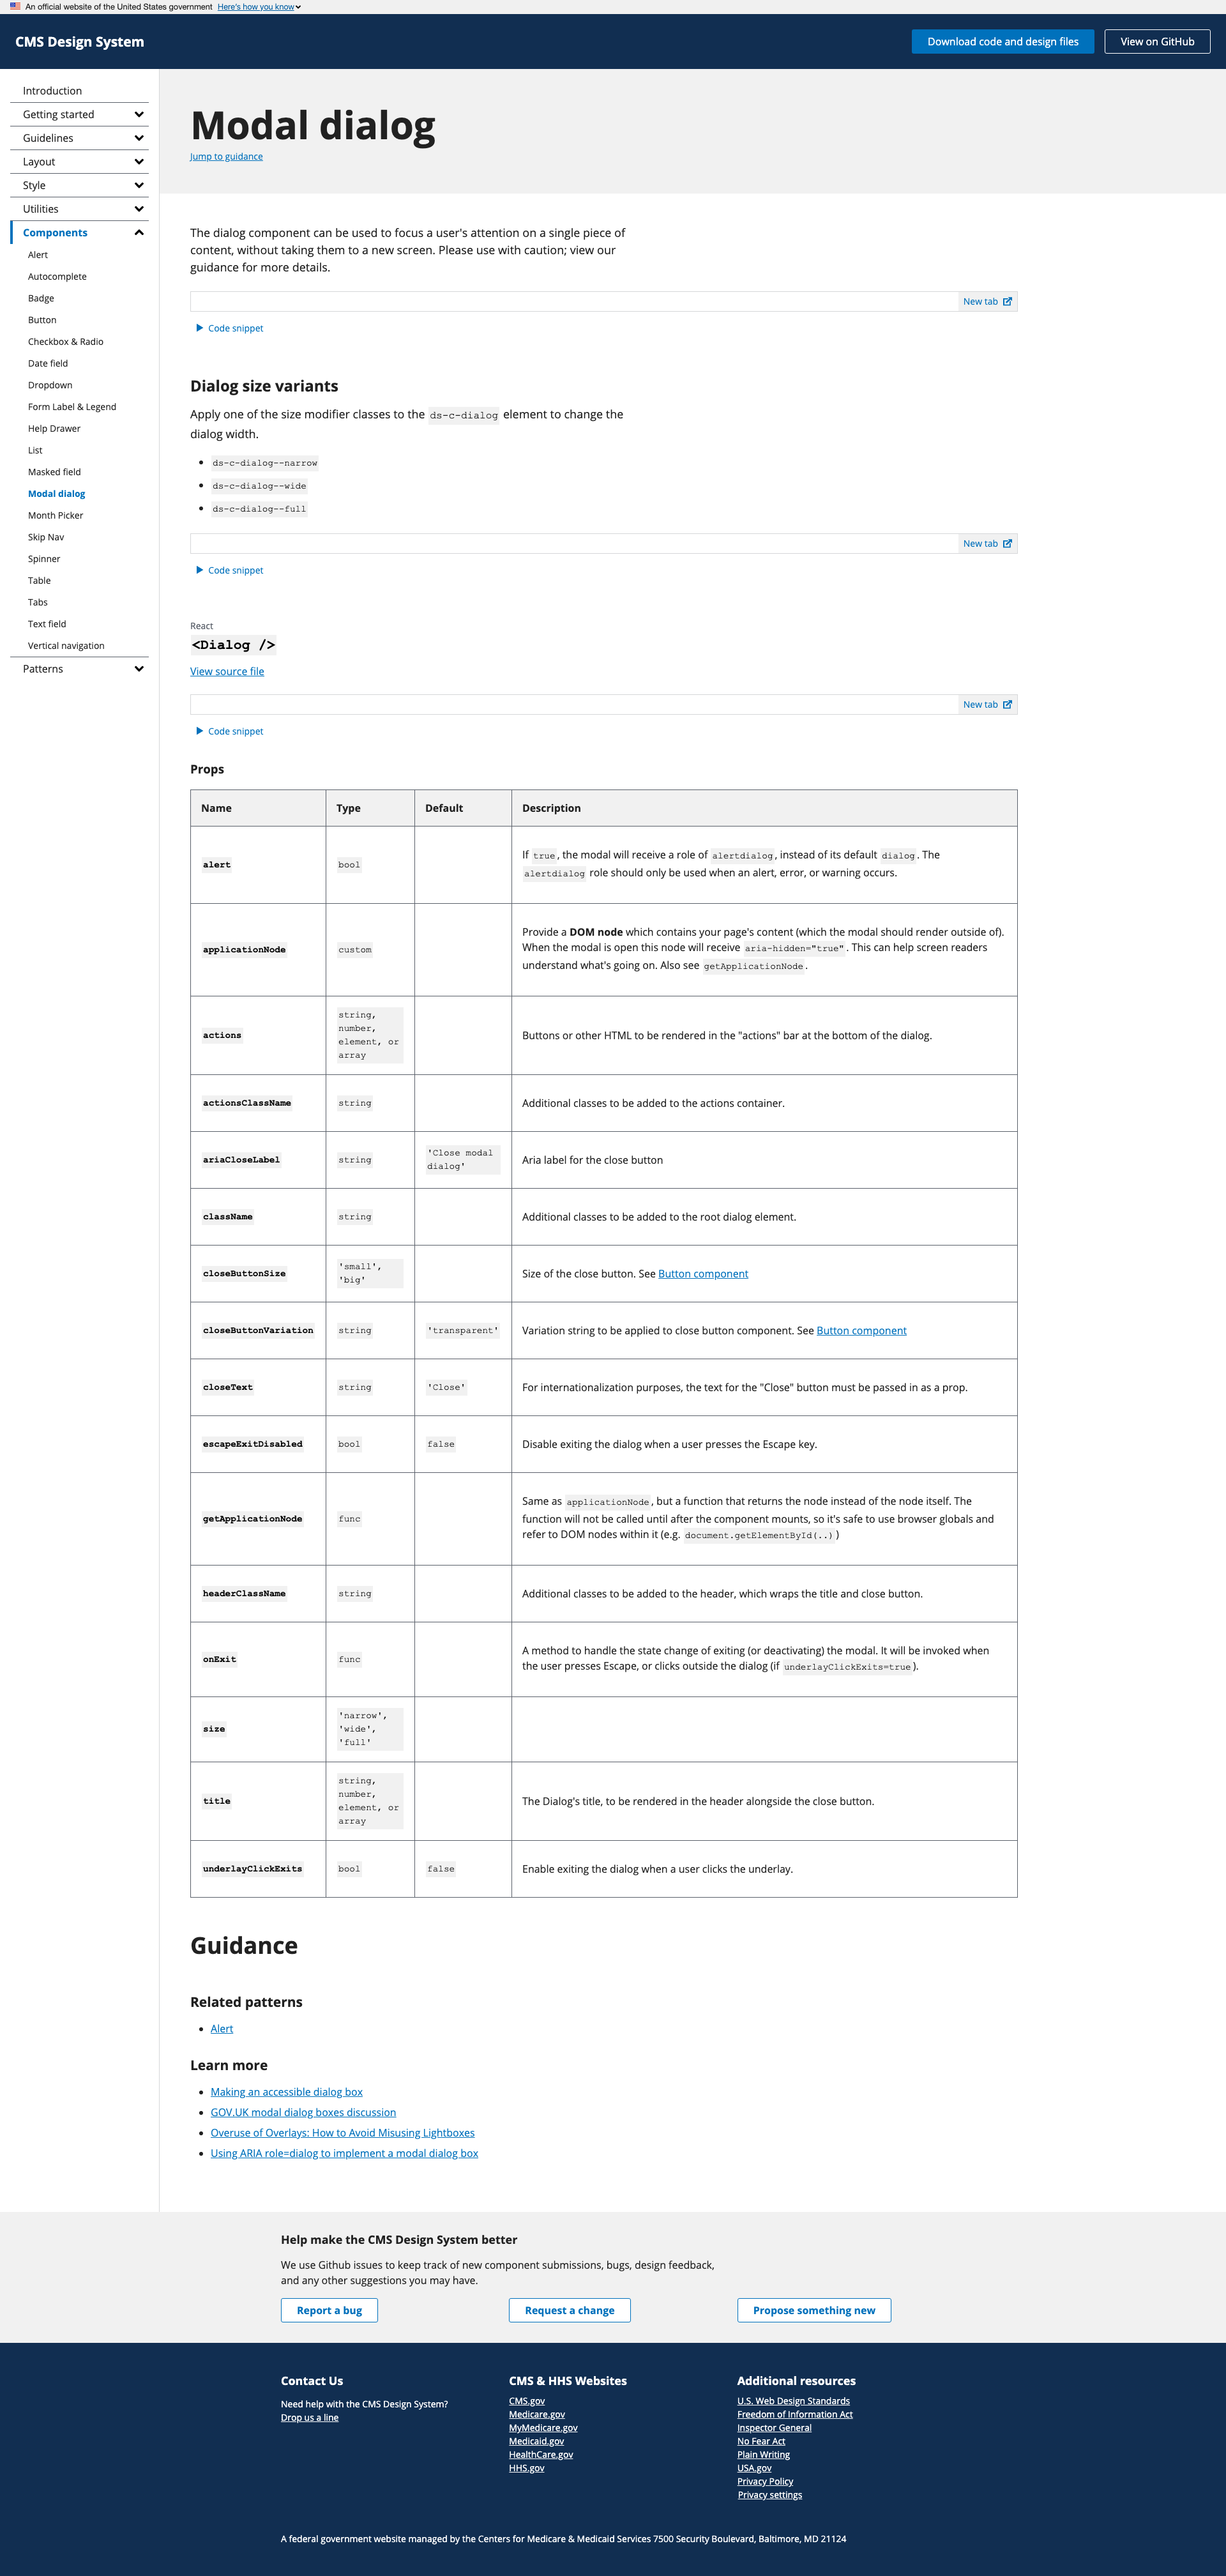 An official website of the United States government Here's how you know
CMS Design System
Download code and design files
View on GitHub
Introduction
Getting started
Guidelines
Layout
Style
Utilities
Components
Alert
Autocomplete
Badge
Button
Checkbox & Radio
Date field
Dropdown
Form Label & Legend
Help Drawer
List
Masked field
Modal dialog
Month Picker
Skip Nav
Spinner
Table
Tabs
Text field
Vertical navigation
Patterns
Modal dialog
Jump to guidance
The dialog component can be used to focus a user's attention on a single piece of
content, without taking them to a new screen. Please use with caution; view our
guidance for more details.
New tab
Code snippet
Dialog size variants
Apply one of the size modifier classes to the ds-c-dialog element to change the
dialog width.
ds-c-dialog--narrow
ds-c-dialog--wide
ds-c-dialog--full
New tab
Code snippet
React
<Dialog />
View source file
New tab
Code snippet
Props
Name Type Default Description
alert bool
If true, the modal will receive a role of alertdialog, instead of its default dialog. The
alertdialog role should only be used when an alert, error, or warning occurs.
applicationNode custom
Provide a DOM node which contains your page's content (which the modal should render outside of).
When the modal is open this node will receive aria-hidden="true". This can help screen readers
understand what's going on. Also see getApplicationNode.
actions
string,
number,
element, or
array
Buttons or other HTML to be rendered in the "actions" bar at the bottom of the dialog.
actionsClassName string Additional classes to be added to the actions container.
ariaCloseLabel string
'Close modal
dialog'
Aria label for the close button
className string Additional classes to be added to the root dialog element.
closeButtonSize
'small',
'big'
Size of the close button. See Button component
closeButtonVariation string 'transparent' Variation string to be applied to close button component. See Button component
closeText string 'Close' For internationalization purposes, the text for the "Close" button must be passed in as a prop.
escapeExitDisabled bool false Disable exiting the dialog when a user presses the Escape key.
getApplicationNode func
Same as applicationNode, but a function that returns the node instead of the node itself. The
function will not be called until after the component mounts, so it's safe to use browser globals and
refer to DOM nodes within it (e.g. document.getElementById(..))
headerClassName string Additional classes to be added to the header, which wraps the title and close button.
onExit func
A method to handle the state change of exiting (or deactivating) the modal. It will be invoked when
the user presses Escape, or clicks outside the dialog (if underlayClickExits=true).
size
'narrow',
'wide',
'full'
title
string,
number,
element, or
array
The Dialog's title, to be rendered in the header alongside the close button.
underlayClickExits bool false Enable exiting the dialog when a user clicks the underlay.
Guidance
Related patterns
Alert
Learn more
Making an accessible dialog box
GOV.UK modal dialog boxes discussion
Overuse of Overlays: How to Avoid Misusing Lightboxes
Using ARIA role=dialog to implement a modal dialog box
Help make the CMS Design System better
We use Github issues to keep track of new component submissions, bugs, design feedback,
and any other suggestions you may have.
Report a bug
Request a change
Propose something new
Contact Us
Need help with the CMS Design System?
Drop us a line
CMS & HHS Websites
CMS.gov
Medicare.gov
MyMedicare.gov
Medicaid.gov
HealthCare.gov
HHS.gov
Additional resources
U.S. Web Design Standards
Freedom of Information Act
Inspector General
No Fear Act
Plain Writing
USA.gov
Privacy Policy
Privacy settings
A federal government website managed by the Centers for Medicare & Medicaid Services 7500 Security Boulevard, Baltimore, MD 21124